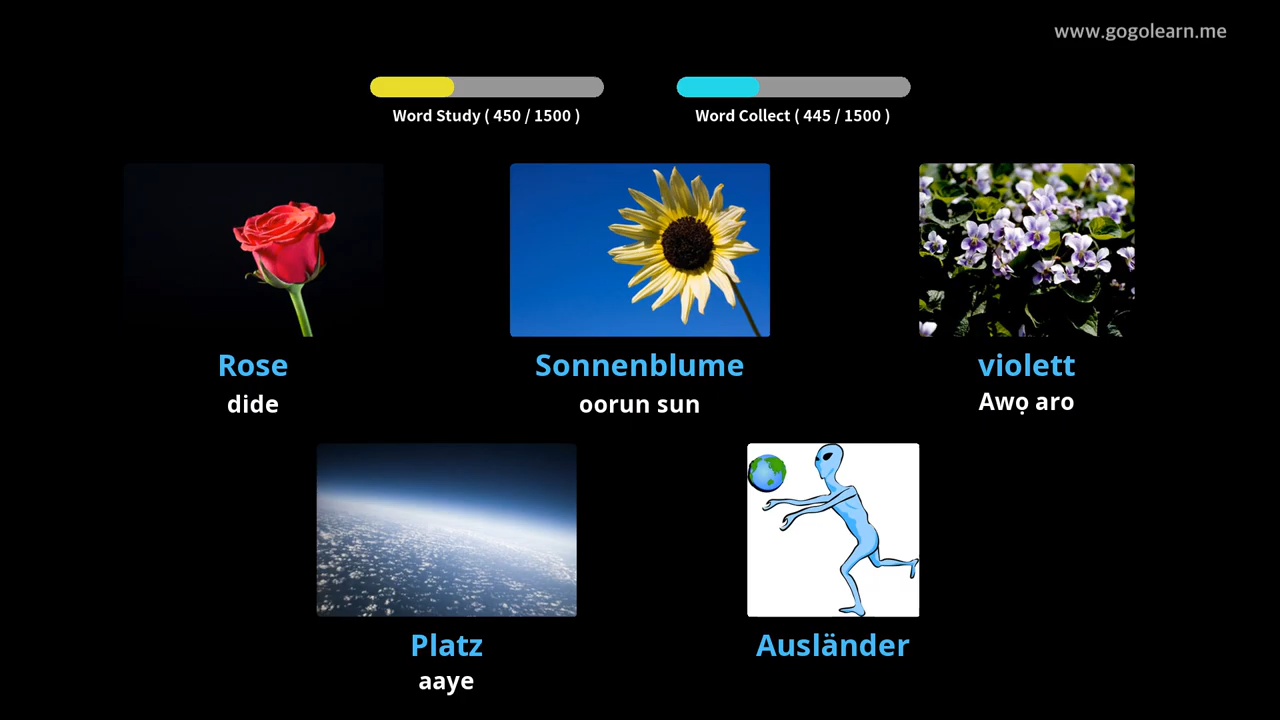 www.gogolearn.me
Word Study ( 450 / 1500 )
Word Collect ( 445 / 1500 )
Rose
dide
Sonnenblume
oorun sun
violett
Awọ aro
Platz
aaye
Ausländer